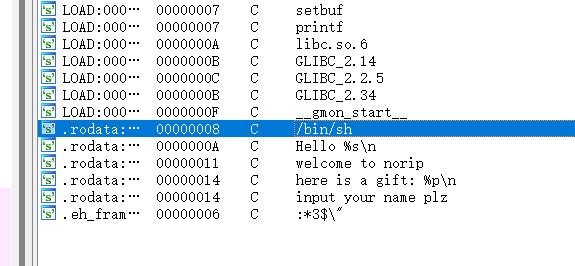 LOAD:000… 00000007 C setbuf
LOAD:000… 00000007 C printf
LOAD:000… 0000000A C libc.so.6
LOAD:000… 0000000B C GLIBC_2.14
LOAD:000… 0000000C C GLIBC_2.2.5
LOAD:000… 0000000B C GLIBC_2.34
LOAD:000… 0000000F C __gmon_start__
.rodata:… 00000008 C /bin/sh
.rodata:… 0000000A C Hello %s\n
.rodata:… 00000011 C welcome to norip
.rodata:… 00000014 C here is a gift: %p\n
.rodata:… 00000014 C input your name plz
.eh_fram… 00000006 C :*3$\"